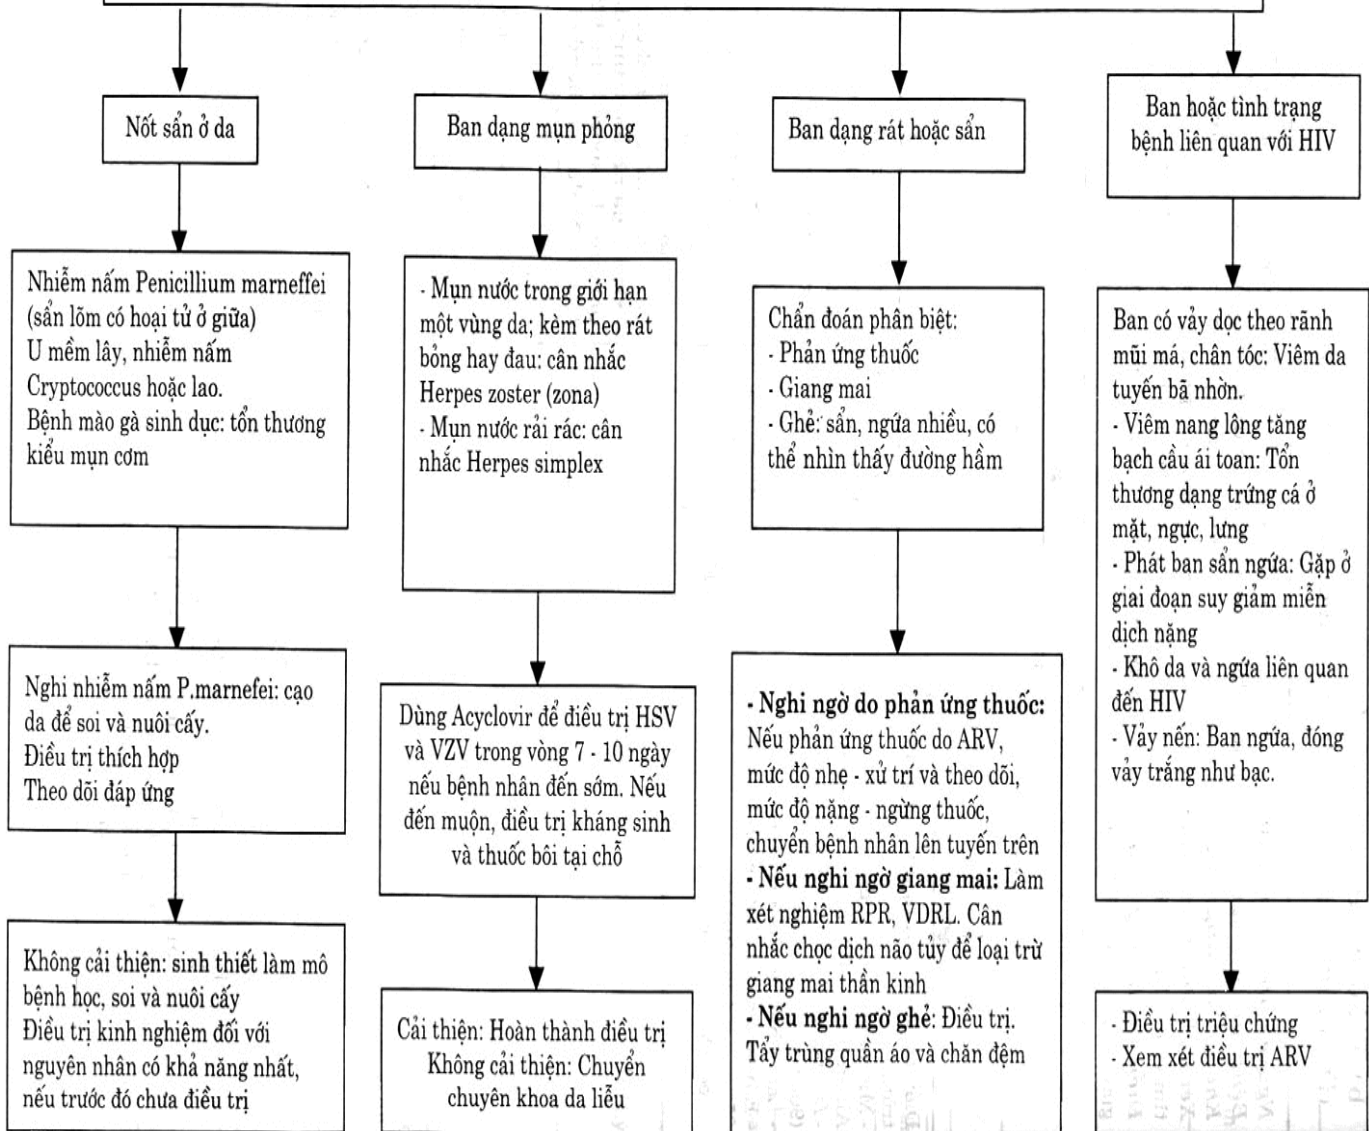 Nốt sẩn ở da
Nhiễm nấm Penicillium marneffei
(sẩn lõm có hoại tử ở giữa)
U mềm lây, nhiễm nấm
Cryptococcus hoặc lao.
Bệnh mào gà sinh dục: tổn thương
kiểu mụn cơm
Nghi nhiễm nấm P.marnefei: cạo
da để soi và nuôi cấy.
Điều trị thích hợp
Theo dõi đáp ứng
Không cải thiện: sinh thiết làm mô
bệnh học, soi và nuôi cấy
Điều trị kinh nghiệm đối với
nguyên nhân có khả năng nhất,
nếu trước đó chưa điều trị
Ban dạng mụn phỏng
- Mụn nước trong giới hạn
một vùng da; kèm theo rát
bỏng hay đau: cân nhắc
Herpes zoster (zona)
- Mụn nước rải rác: cân
nhắc Herpes simplex
Dùng Acyclovir để điều trị HSV
và VZV trong vòng 7 - 10 ngày
nếu bệnh nhân đến sớm. Nếu
đến muộn, điều trị kháng sinh
và thuốc bôi tại chỗ
Cải thiện: Hoàn thành điều trị
Không cải thiện: Chuyển
chuyên khoa da liễu
Ban dạng rát hoặc sẩn
Chẩn đoán phân biệt:
- Phản ứng thuốc
- Giang mai
- Ghẻ: sẩn, ngứa nhiều, có
thể nhìn thấy đường hầm
- Nghi ngờ do phản ứng thuốc:
Nếu phản ứng thuốc do ARV,
mức độ nhẹ - xử trí và theo dõi,
mức độ nặng - ngừng thuốc,
chuyển bệnh nhân lên tuyến trên
- Nếu nghi ngờ giang mai: Làm
xét nghiệm RPR, VDRL. Cân
nhắc chọc dịch não tủy để loại trừ
giang mai thần kinh
- Nếu nghi ngờ ghẻ: Điều trị.
Tẩy trùng quần áo và chăn đệm
Ban hoặc tình trạng
bệnh liên quan với HIV
Ban có vảy dọc theo rãnh
mũi má, chân tóc: Viêm da
tuyến bã nhờn.
- Viêm nang lông tăng
bạch cầu ái toan: Tổn
thương dạng trứng cá ở
mặt, ngực, lưng
- Phát ban sẩn ngứa: Gặp ở
giai đoạn suy giảm miễn
dịch nặng
- Khô da và ngứa liên quan
đến HIV
- Vảy nến: Ban ngứa, đóng
vảy trắng như bạc.
- Điều trị triệu chứng
- Xem xét điều trị ARV